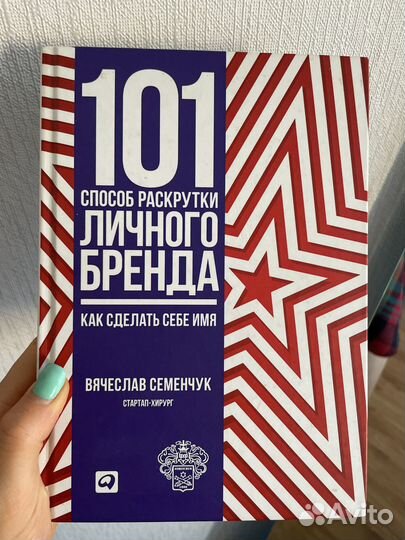 101
СПОСОБ РАСКРУТКИ
ЛИЧНОГО
БРЕНДА
КАК СДЕЛАТЬ СЕБЕ ИМЯ
ВЯЧЕСЛАВ СЕМЕНЧУК
СТАРТАП-ХИРУРГ
Avito